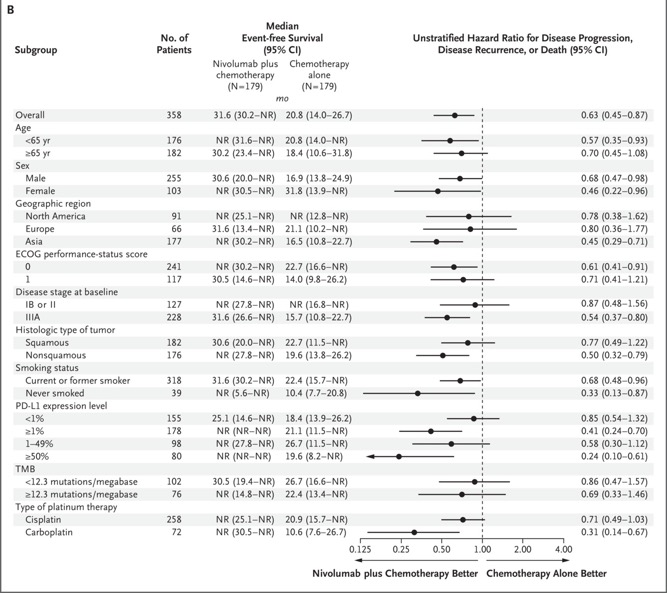 B
Median
No. of Event-free Survival Unstratified Hazard Ratio for Disease Progression,
Subgroup Patients (95% CI) Disease Recurrence, or Death (95% CI)
Nivolumab plus Chemotherapy
chemotherapy alone
(N=179) (N=179)
mo
Overall 358 31.6 (30.2–NR) 20.8 (14.0–26.7) 0.63 (0.45–0.87)
Age
<65 yr 176 NR (31.6–NR) 20.8 (14.0–NR) 0.57 (0.35–0.93)
≥65 yr 182 30.2 (23.4–NR) 18.4 (10.6–31.8) 0.70 (0.45–1.08)
Sex
Male 255 30.6 (20.0–NR) 16.9 (13.8–24.9) 0.68 (0.47–0.98)
Female 103 NR (30.5–NR) 31.8 (13.9–NR) 0.46 (0.22–0.96)
Geographic region
North America 91 NR (25.1–NR) NR (12.8–NR) 0.78 (0.38–1.62)
Europe 66 31.6 (13.4–NR) 21.1 (10.2–NR) 0.80 (0.36–1.77)
Asia 177 NR (30.2–NR) 16.5 (10.8–22.7) 0.45 (0.29–0.71)
ECOG performance-status score
0 241 NR (30.2–NR) 22.7 (16.6–NR) 0.61 (0.41–0.91)
1 117 30.5 (14.6–NR) 14.0 (9.8–26.2) 0.71 (0.41–1.21)
Disease stage at baseline
IB or II 127 NR (27.8–NR) NR (16.8–NR) 0.87 (0.48–1.56)
IIIA 228 31.6 (26.6–NR) 15.7 (10.8–22.7) 0.54 (0.37–0.80)
Histologic type of tumor
Squamous 182 30.6 (20.0–NR) 22.7 (11.5–NR) 0.77 (0.49–1.22)
Nonsquamous 176 NR (27.8–NR) 19.6 (13.8–26.2) 0.50 (0.32–0.79)
Smoking status
Current or former smoker 318 31.6 (30.2–NR) 22.4 (15.7–NR) 0.68 (0.48–0.96)
Never smoked 39 NR (5.6–NR) 10.4 (7.7–20.8) 0.33 (0.13–0.87)
PD-L1 expression level
<1% 155 25.1 (14.6–NR) 18.4 (13.9–26.2) 0.85 (0.54–1.32)
≥1% 178 NR (NR–NR) 21.1 (11.5–NR) 0.41 (0.24–0.70)
1–49% 98 NR (27.8–NR) 26.7 (11.5–NR) 0.58 (0.30–1.12)
≥50% 80 NR (NR–NR) 19.6 (8.2–NR) 0.24 (0.10–0.61)
TMB
<12.3 mutations/megabase 102 30.5 (19.4–NR) 26.7 (16.6–NR) 0.86 (0.47–1.57)
≥12.3 mutations/megabase 76 NR (14.8–NR) 22.4 (13.4–NR) 0.69 (0.33–1.46)
Type of platinum therapy
Cisplatin 258 NR (25.1–NR) 20.9 (15.7–NR) 0.71 (0.49–1.03)
Carboplatin 72 NR (30.5–NR) 10.6 (7.6–26.7) 0.31 (0.14–0.67)
0.125 0.25 0.50 1.00 2.00 4.00
Nivolumab plus Chemotherapy Better Chemotherapy Alone Better